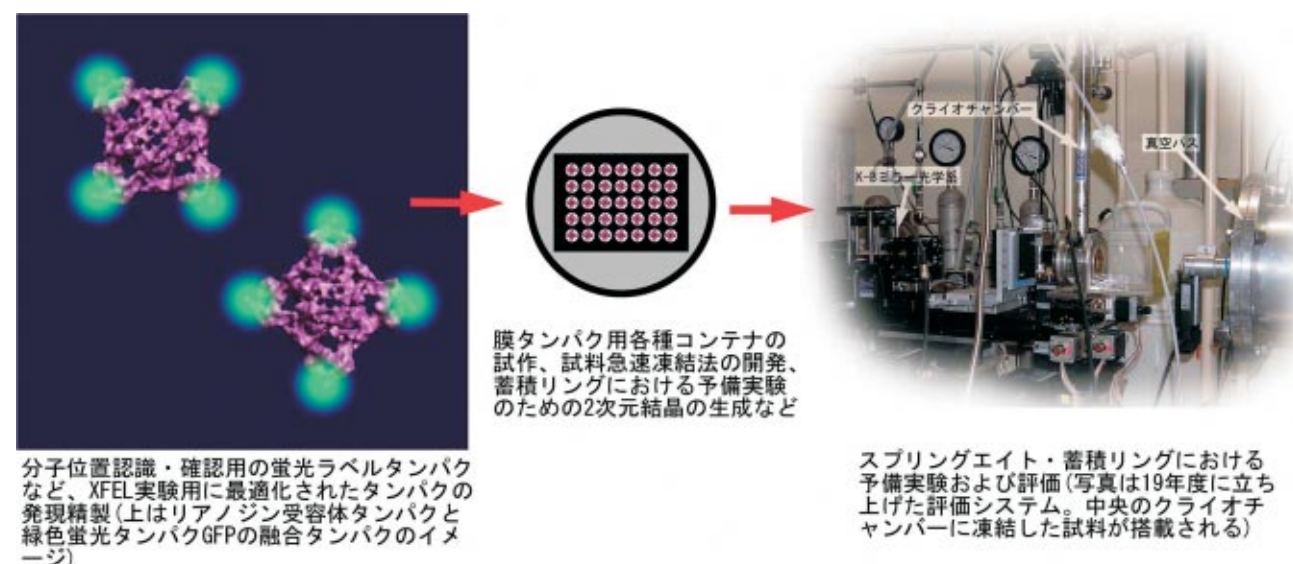 分子位置認識・確認用の蛍光ラベルタンパク
など、XFEL実験用に最適化されたタンパクの
発現精製(上はリアノジン受容体タンパクと
緑色蛍光タンパクGFPの融合タンパクのイメ
ージ)
膜タンパク用各種コンテナの
試作、試料急速凍結法の開発、
蓄積リングにおける予備実験
のための2次元結晶の生成など
クライオチャンバー
真空パス
K-Bミラー光学系
スプリングエイト・蓄積リングにおける
予備実験および評価(写真は19年度に立ち
上げた評価システム。中央のクライオチ
ャンバーに凍結した試料が搭載される)